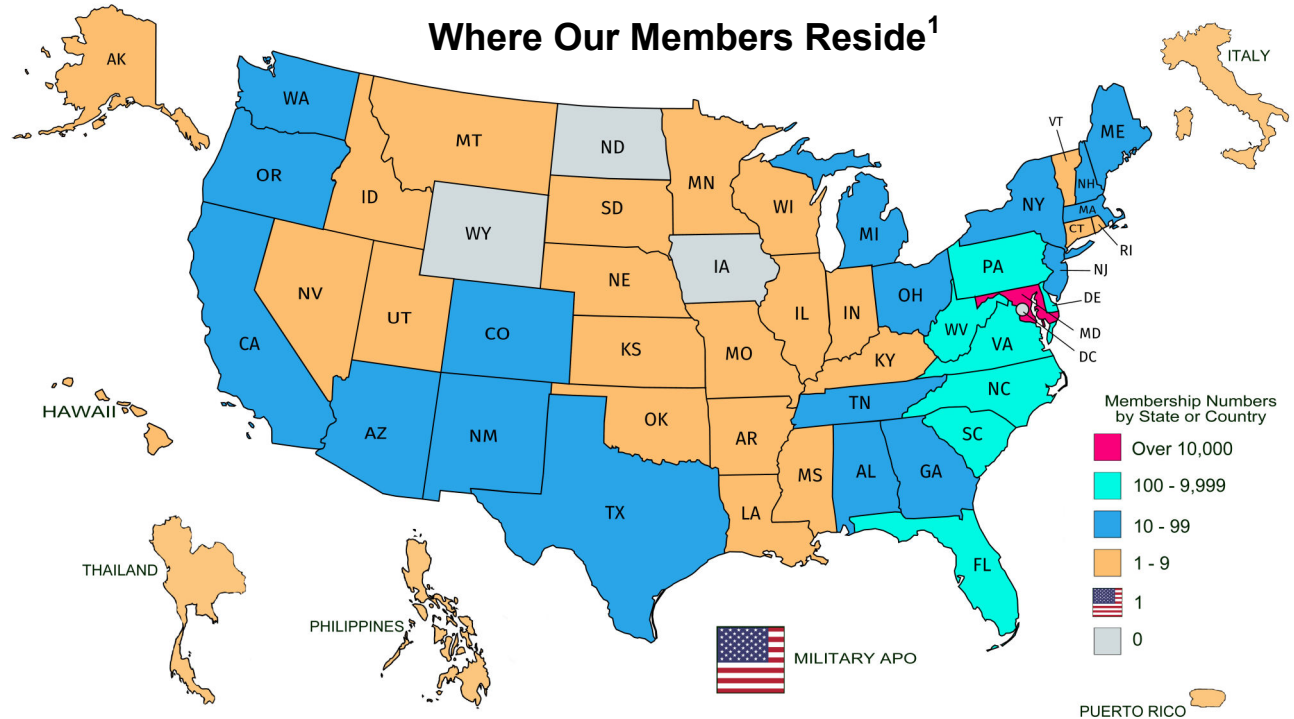 Where Our Members Reside¹
AK
ITALY
WA
ME
VT
MT
ND
OR
MN
ID
SD
WI
NH
NY
MA
WY
MI
CT
RI
PA
IA
NJ
NE
NV
OH
DE
IL
IN
UT
CO
WV
MD
CA
VA
KS
MO
DC
KY
NC
HAWAII
TN
OK
AZ
NM
AR
SC
MS
AL
GA
TX
LA
FL
Membership Numbers
by State or Country
Over 10,000
100 - 9,999
10 - 99
1 - 9
1
0
THAILAND
PHILIPPINES
MILITARY APO
PUERTO RICO